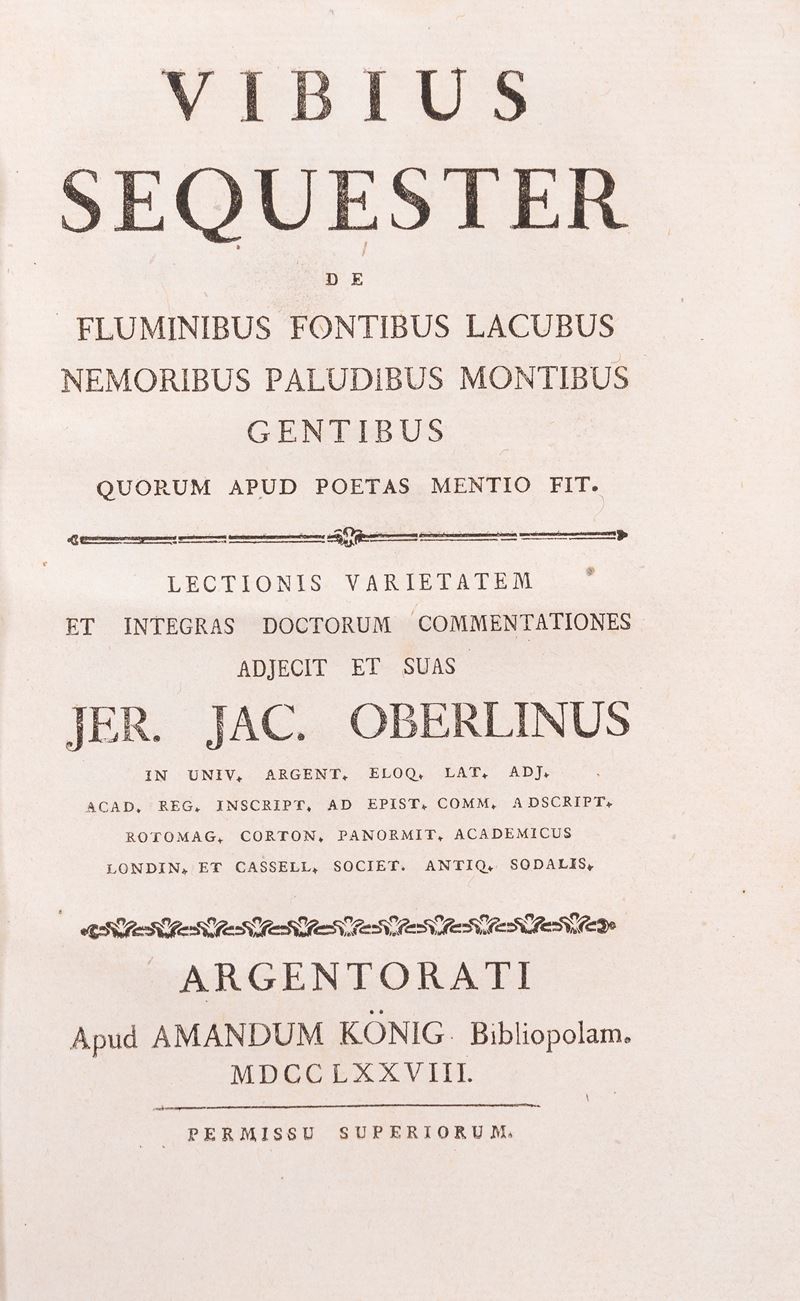 VIBIUS
SEQUESTER
DE
FLUMINIBUS FONTIBUS LACUBUS
NEMORIBUS PALUDIBUS MONTIBUS
GENTIBUS
QUORUM APUD POETAS MENTIO FIT.
LECTIONIS VARIETATEM
ET INTEGRAS DOCTORUM COMMENTATIONES
ADJECIT ET SUAS
JER. JAC. OBERLINUS
IN UNIV. ARGENT. ELOQ. LAT. ADJ.
ACAD. REG. INSCRIPT. AD EPIST. COMM. ADSCRIPT.
ROTOMAG. CORTON. PANORMIT. ACADEMICUS
LONDIN. ET CASSELL. SOCIET. ANTIQ. SODALIS.
ARGENTORATI
Apud AMANDUM KÖNIG Bibliopolam.
MDCCLXXVIII.
PERMISSU SUPERIORUM.